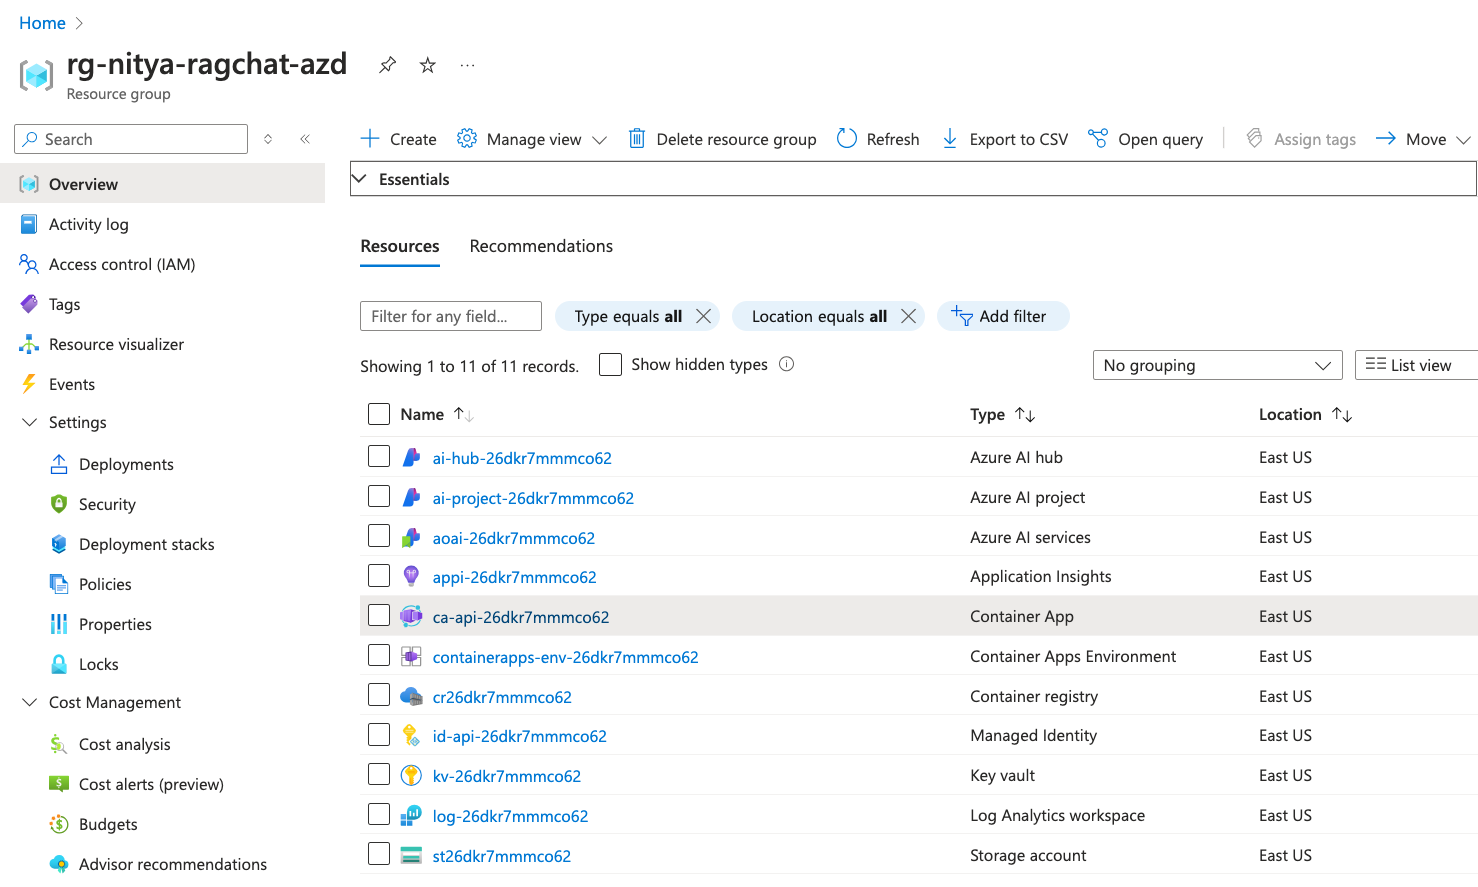 Home
rg-nitya-ragchat-azd
Resource group
Search
Overview
Activity log
Access control (IAM)
Tags
Resource visualizer
Events
Settings
Deployments
Security
Deployment stacks
Policies
Properties
Locks
Cost Management
Cost analysis
Cost alerts (preview)
Budgets
Advisor recommendations
Create Manage view Delete resource group Refresh Export to CSV Open query Assign tags Move
Essentials
Resources Recommendations
Filter for any field... Type equals all Location equals all Add filter
Showing 1 to 11 of 11 records. Show hidden types No grouping List view
Name Type Location
ai-hub-26dkr7mmmco62 Azure AI hub East US
ai-project-26dkr7mmmco62 Azure AI project East US
aoai-26dkr7mmmco62 Azure AI services East US
appi-26dkr7mmmco62 Application Insights East US
ca-api-26dkr7mmmco62 Container App East US
containerapps-env-26dkr7mmmco62 Container Apps Environment East US
cr26dkr7mmmco62 Container registry East US
id-api-26dkr7mmmco62 Managed Identity East US
kv-26dkr7mmmco62 Key vault East US
log-26dkr7mmmco62 Log Analytics workspace East US
st26dkr7mmmco62 Storage account East US